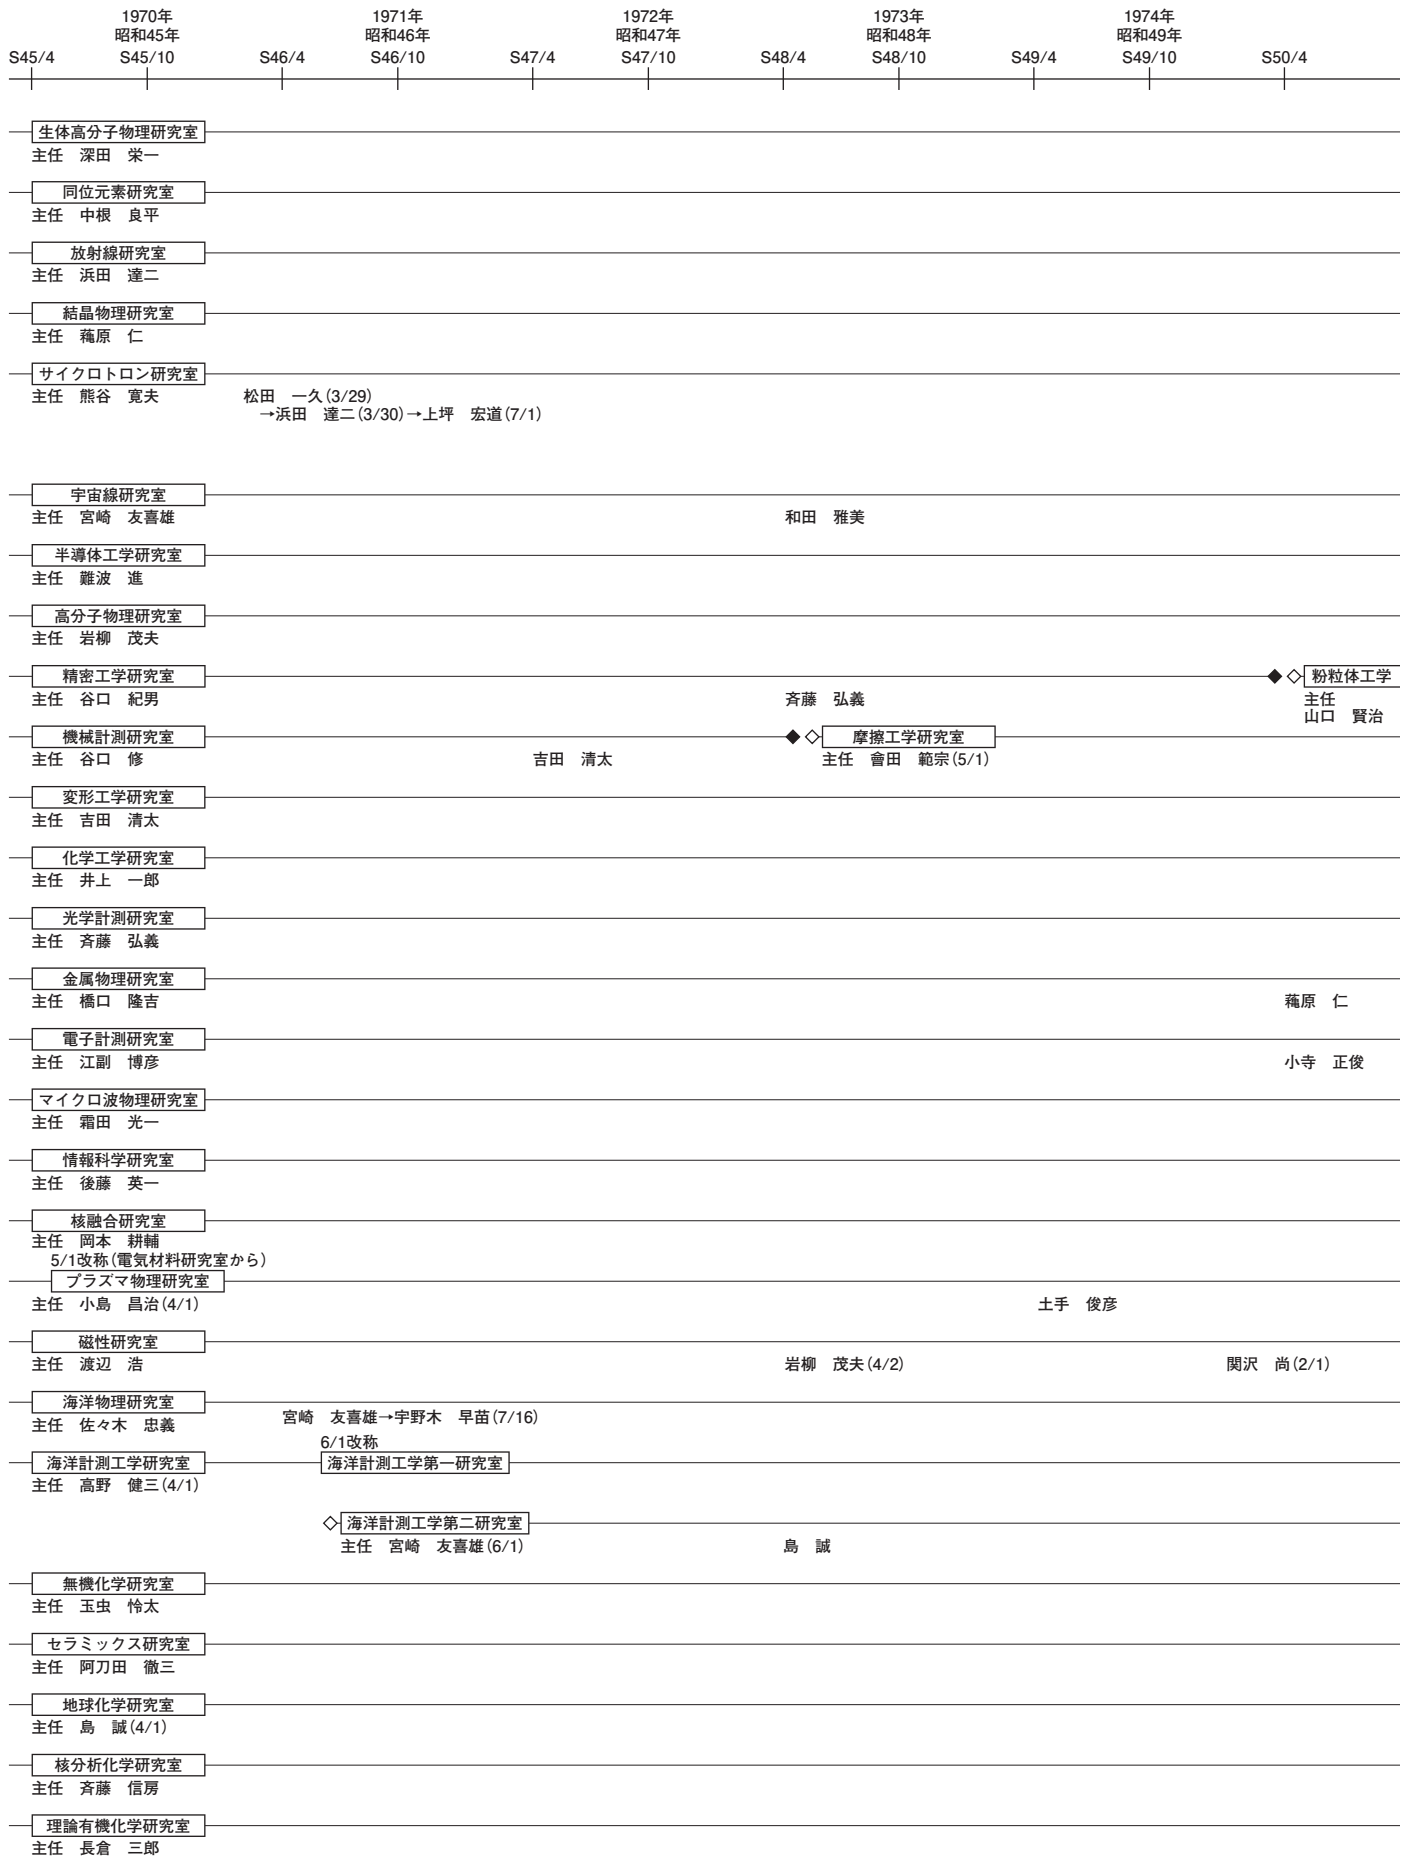 1970年 1971年 1972年 1973年 1974年
昭和45年 昭和46年 昭和47年 昭和48年 昭和49年
S45/4 S45/10 S46/4 S46/10 S47/4 S47/10 S48/4 S48/10 S49/4 S49/10 S50/4
生体高分子物理研究室
主任 深田 栄一
同位元素研究室
主任 中根 良平
放射線研究室
主任 浜田 達二
結晶物理研究室
主任 蓙原 仁
サイクロトロン研究室
主任 熊谷 寛夫 松田 一久(3/29)
→浜田 達二(3/30)→上坪 宏道(7/1)
宇宙線研究室
主任 宮崎 友喜雄 和田 雅美
半導体工学研究室
主任 難波 進
高分子物理研究室
主任 岩柳 茂夫
精密工学研究室 ◆ ◇ 粉粒体工学
主任 谷口 紀男 斉藤 弘義 主任
山口 賢治
機械計測研究室 ◆ ◇ 摩擦工学研究室
主任 谷口 修 吉田 清太 主任 會田 範宗(5/1)
変形工学研究室
主任 吉田 清太
化学工学研究室
主任 井上 一郎
光学計測研究室
主任 斉藤 弘義
金属物理研究室
主任 橋口 隆吉 蓙原 仁
電子計測研究室
主任 江副 博彦 小寺 正俊
マイクロ波物理研究室
主任 霜田 光一
情報科学研究室
主任 後藤 英一
核融合研究室
主任 岡本 耕輔
5/1改称(電気材料研究室から)
プラズマ物理研究室
主任 小島 昌治(4/1) 土手 俊彦
磁性研究室
主任 渡辺 浩 岩柳 茂夫(4/2) 関沢 尚(2/1)
海洋物理研究室
主任 佐々木 忠義 宮崎 友喜雄→宇野木 早苗(7/16)
6/1改称
海洋計測工学研究室 海洋計測工学第一研究室
主任 高野 健三(4/1)
◇ 海洋計測工学第二研究室
主任 宮崎 友喜雄(6/1) 島 誠
無機化学研究室
主任 玉虫 怜太
セラミックス研究室
主任 阿刀田 徹三
地球化学研究室
主任 島 誠(4/1)
核分析化学研究室
主任 斉藤 信房
理論有機化学研究室
主任 長倉 三郎